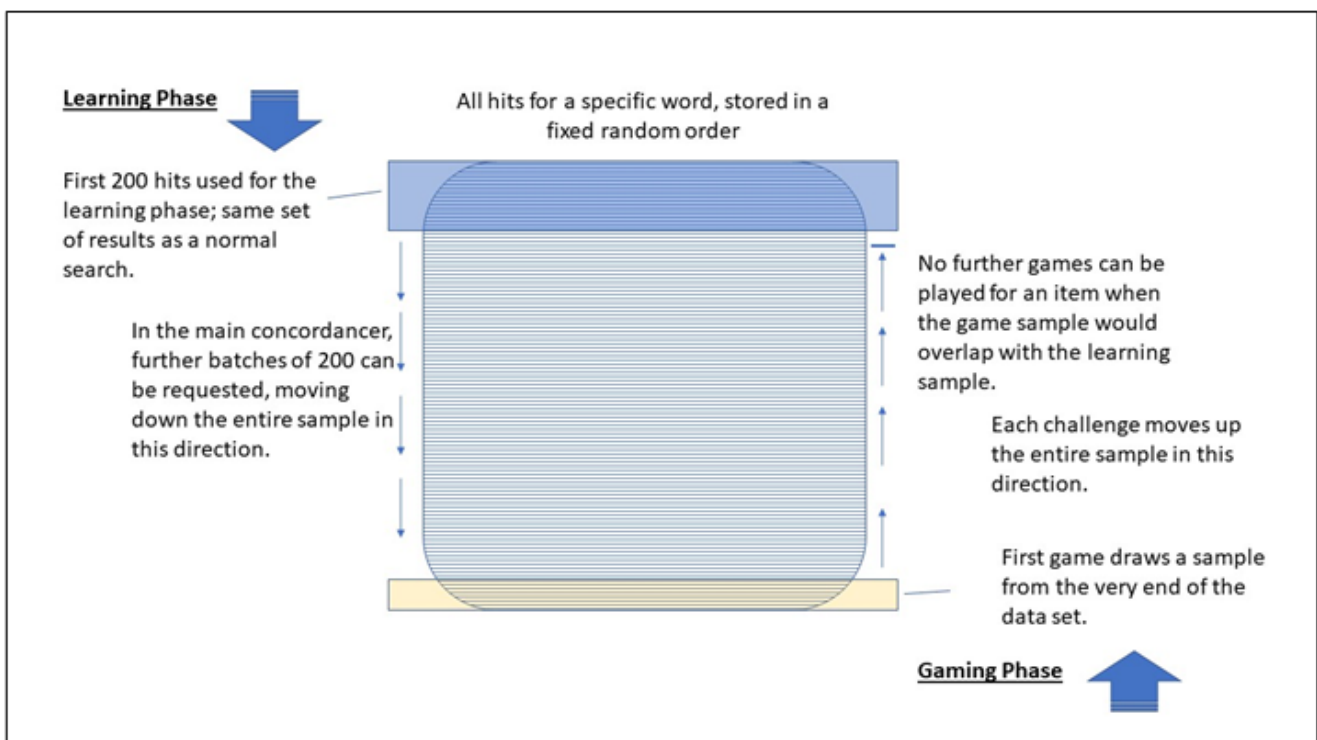 Learning Phase
All hits for a specific word, stored in a
fixed random order
First 200 hits used for the
learning phase; same set
of results as a normal
search.
In the main concordancer,
further batches of 200 can
be requested, moving
down the entire sample in
this direction.
No further games can be
played for an item when
the game sample would
overlap with the learning
sample.
Each challenge moves up
the entire sample in this
direction.
First game draws a sample
from the very end of the
data set.
Gaming Phase